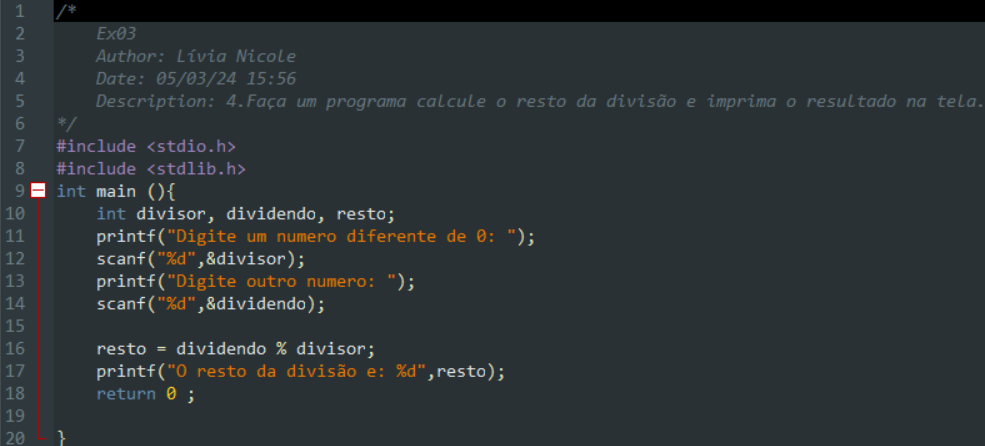 1 /*
2 Ex03
3 Author: Lívia Nicole
4 Date: 05/03/24 15:56
5 Description: 4.Faça um programa calcule o resto da divisão e imprima o resultado na tela.
6 */
7 #include <stdio.h>
8 #include <stdlib.h>
9 int main (){
10 int divisor, dividendo, resto;
11 printf("Digite um numero diferente de 0: ");
12 scanf("%d",&divisor);
13 printf("Digite outro numero: ");
14 scanf("%d",&dividendo);
15
16 resto = dividendo % divisor;
17 printf("O resto da divisão e: %d",resto);
18 return 0 ;
19
20 }